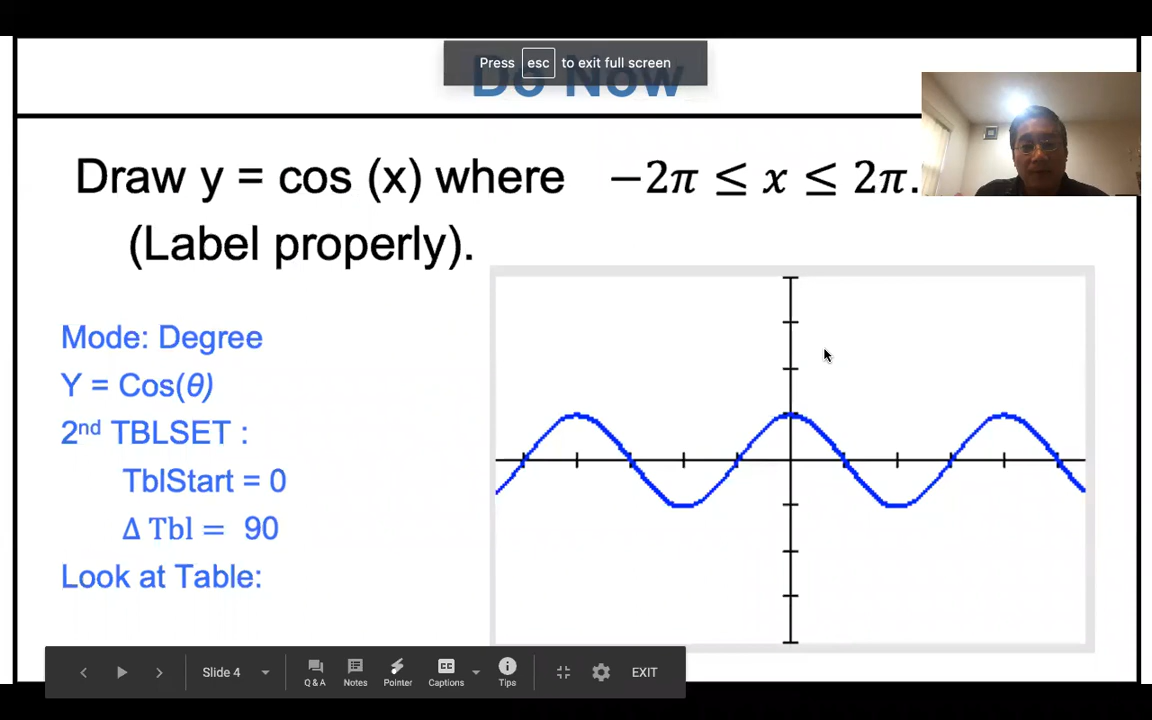 Press esc to exit full screen
Do Now
Draw y = cos (x) where −2π ≤ x ≤ 2π.
(Label properly).
Mode: Degree
Y = Cos(θ)
2nd TBLSET :
TblStart = 0
Δ Tbl = 90
Look at Table:
Slide 4
Q & A
Notes
Pointer
CC
Captions
Tips
EXIT